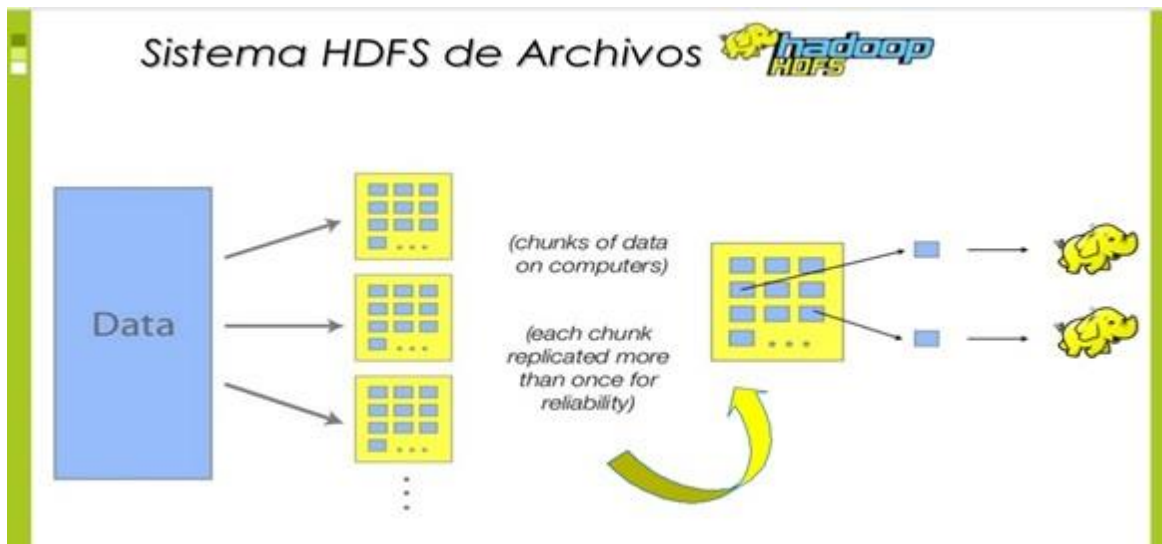 Sistema HDFS de Archivos
hadoop
HDFS
Data
(chunks of data
on computers)
(each chunk
replicated more
than once for
reliability)